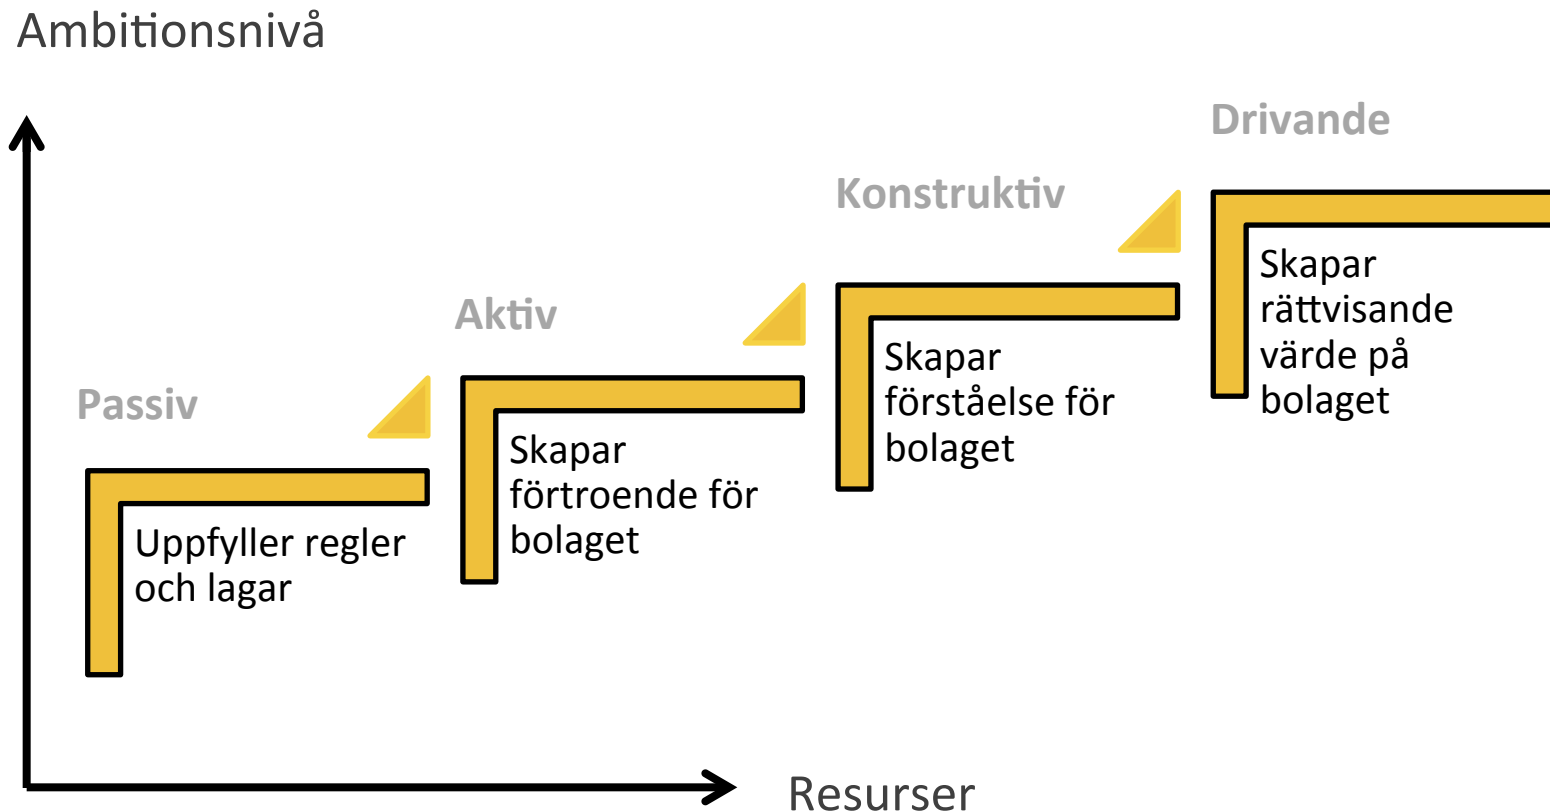 Ambitionsnivå
Drivande
Konstruktiv
Aktiv
Passiv
Uppfyller regler
och lagar
Skapar
förtroende för
bolaget
Skapar
förståelse för
bolaget
Skapar
rättvisande
värde på
bolaget
Resurser